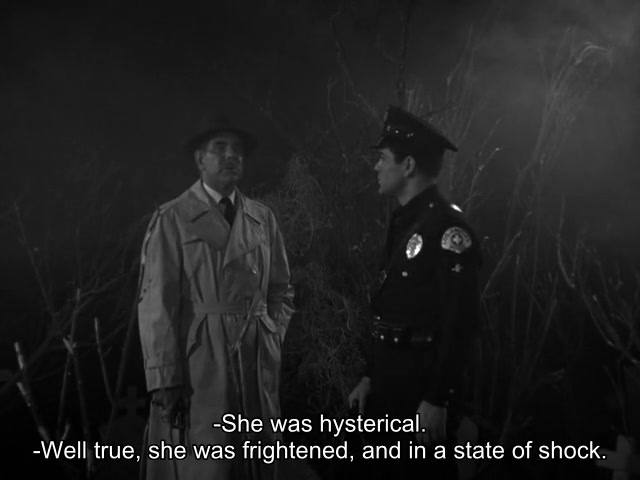 -She was hysterical.
-Well true, she was frightened, and in a state of shock.